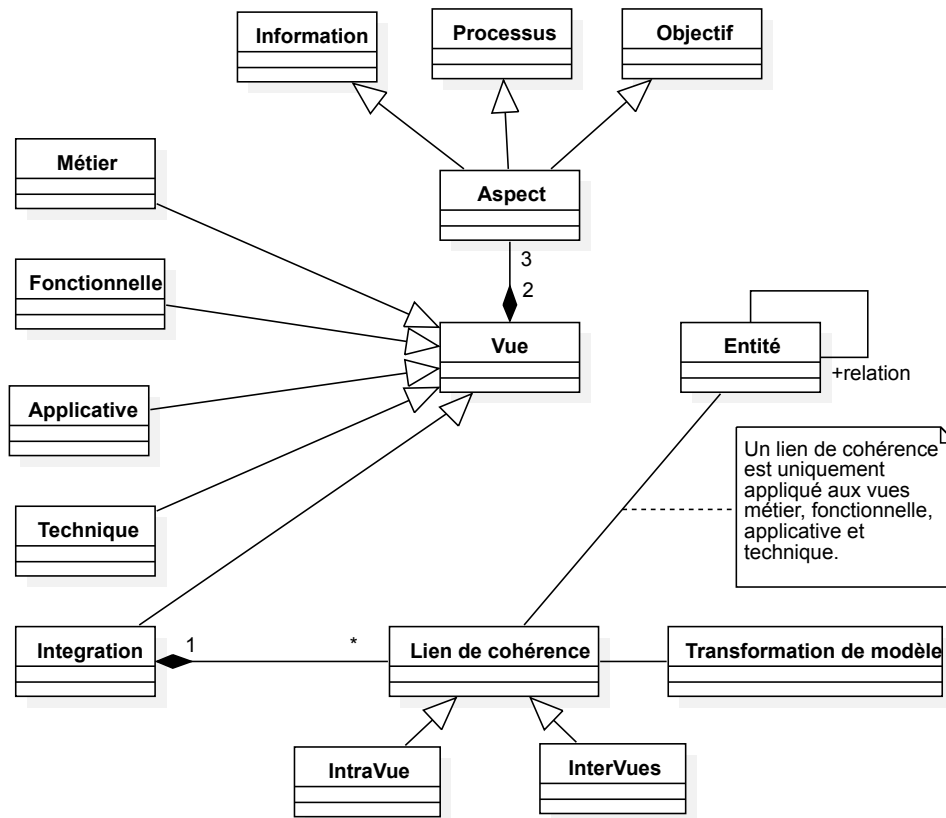 Information
Processus
Objectif
Métier
Aspect
Fonctionnelle
3
2
Vue
Entité
+relation
Applicative
Un lien de cohérence
est uniquement
appliqué aux vues
métier, fonctionnelle,
applicative et
technique.
Technique
Integration
1
*
Lien de cohérence
Transformation de modèle
IntraVue
InterVues